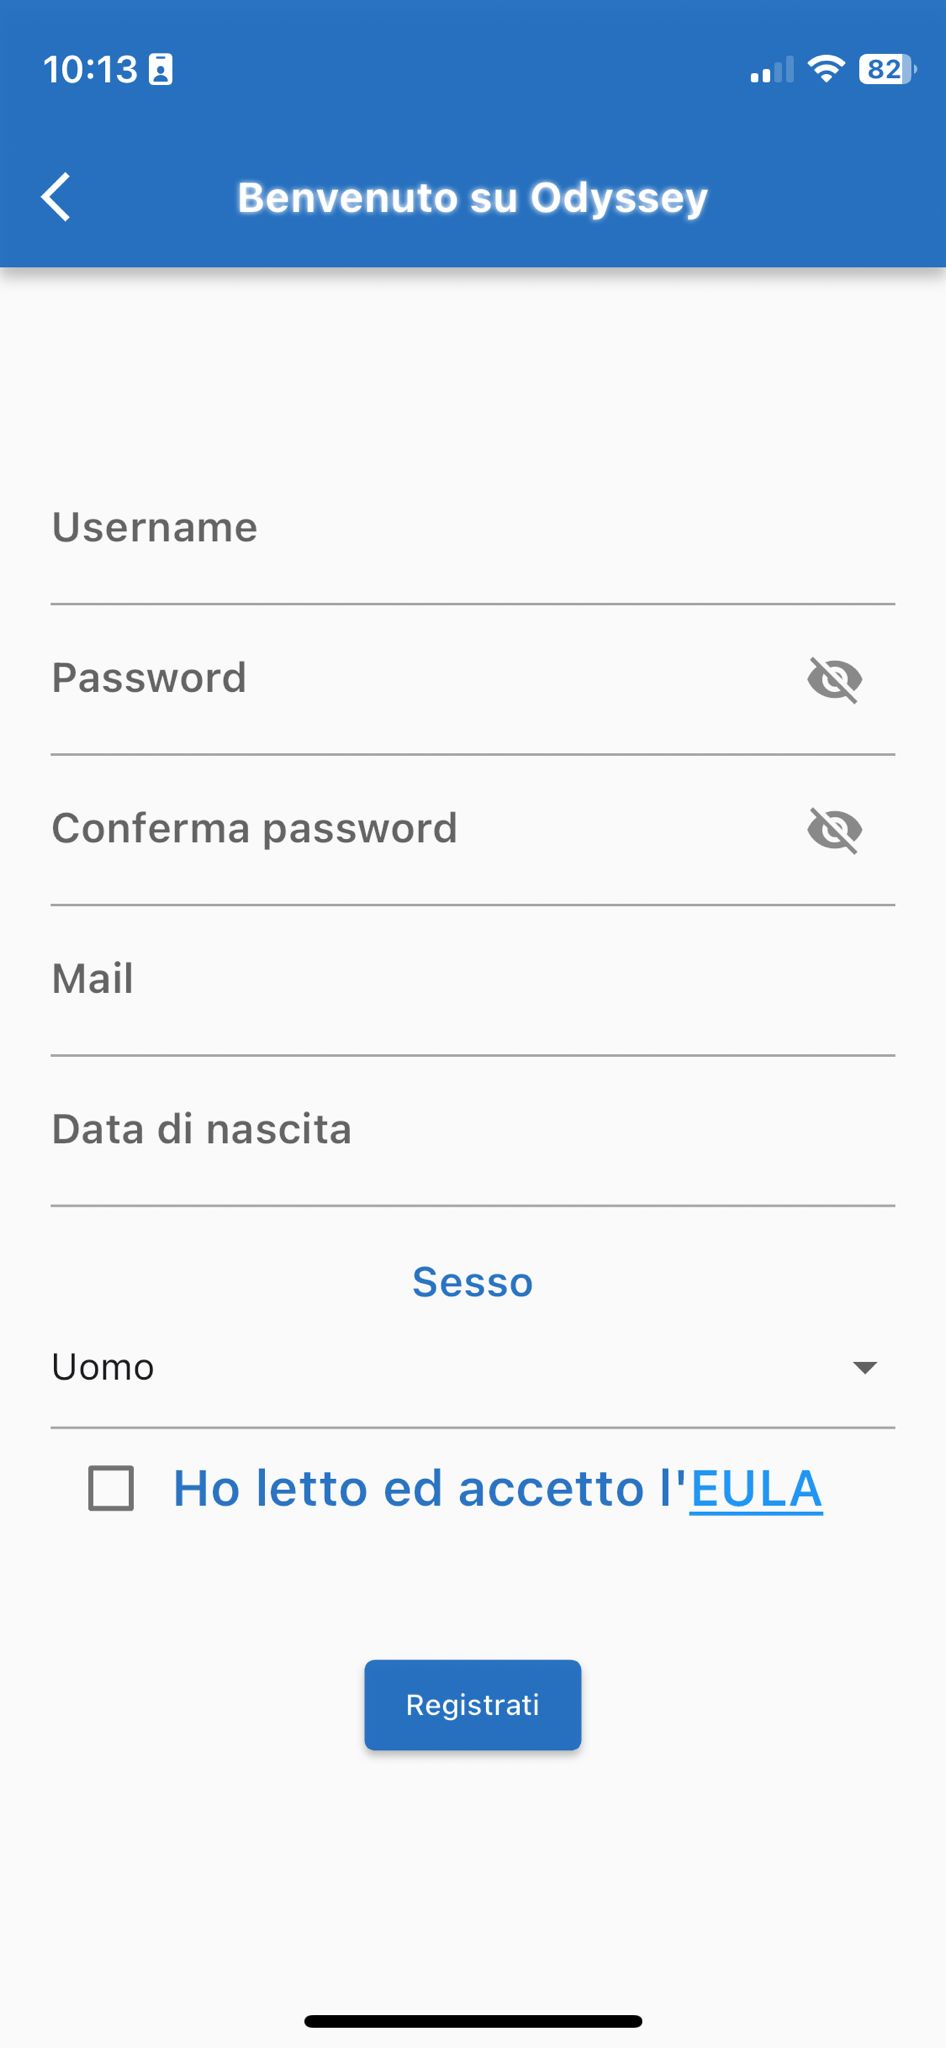 10:13
82
Benvenuto su Odyssey
Username
Password
Conferma password
Mail
Data di nascita
Sesso
Uomo
Ho letto ed accetto l'EULA
Registrati